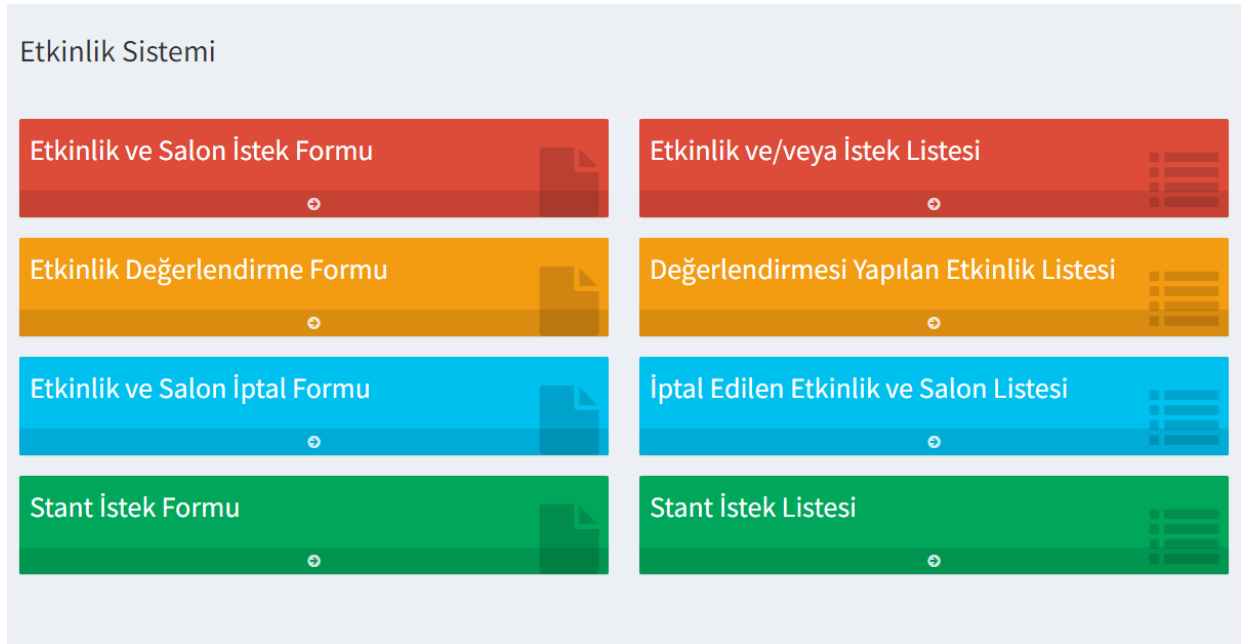 Etkinlik Sistemi
Etkinlik ve Salon İstek Formu
Etkinlik ve/veya İstek Listesi
Etkinlik Değerlendirme Formu
Değerlendirmesi Yapılan Etkinlik Listesi
Etkinlik ve Salon İptal Formu
İptal Edilen Etkinlik ve Salon Listesi
Stant İstek Formu
Stant İstek Listesi